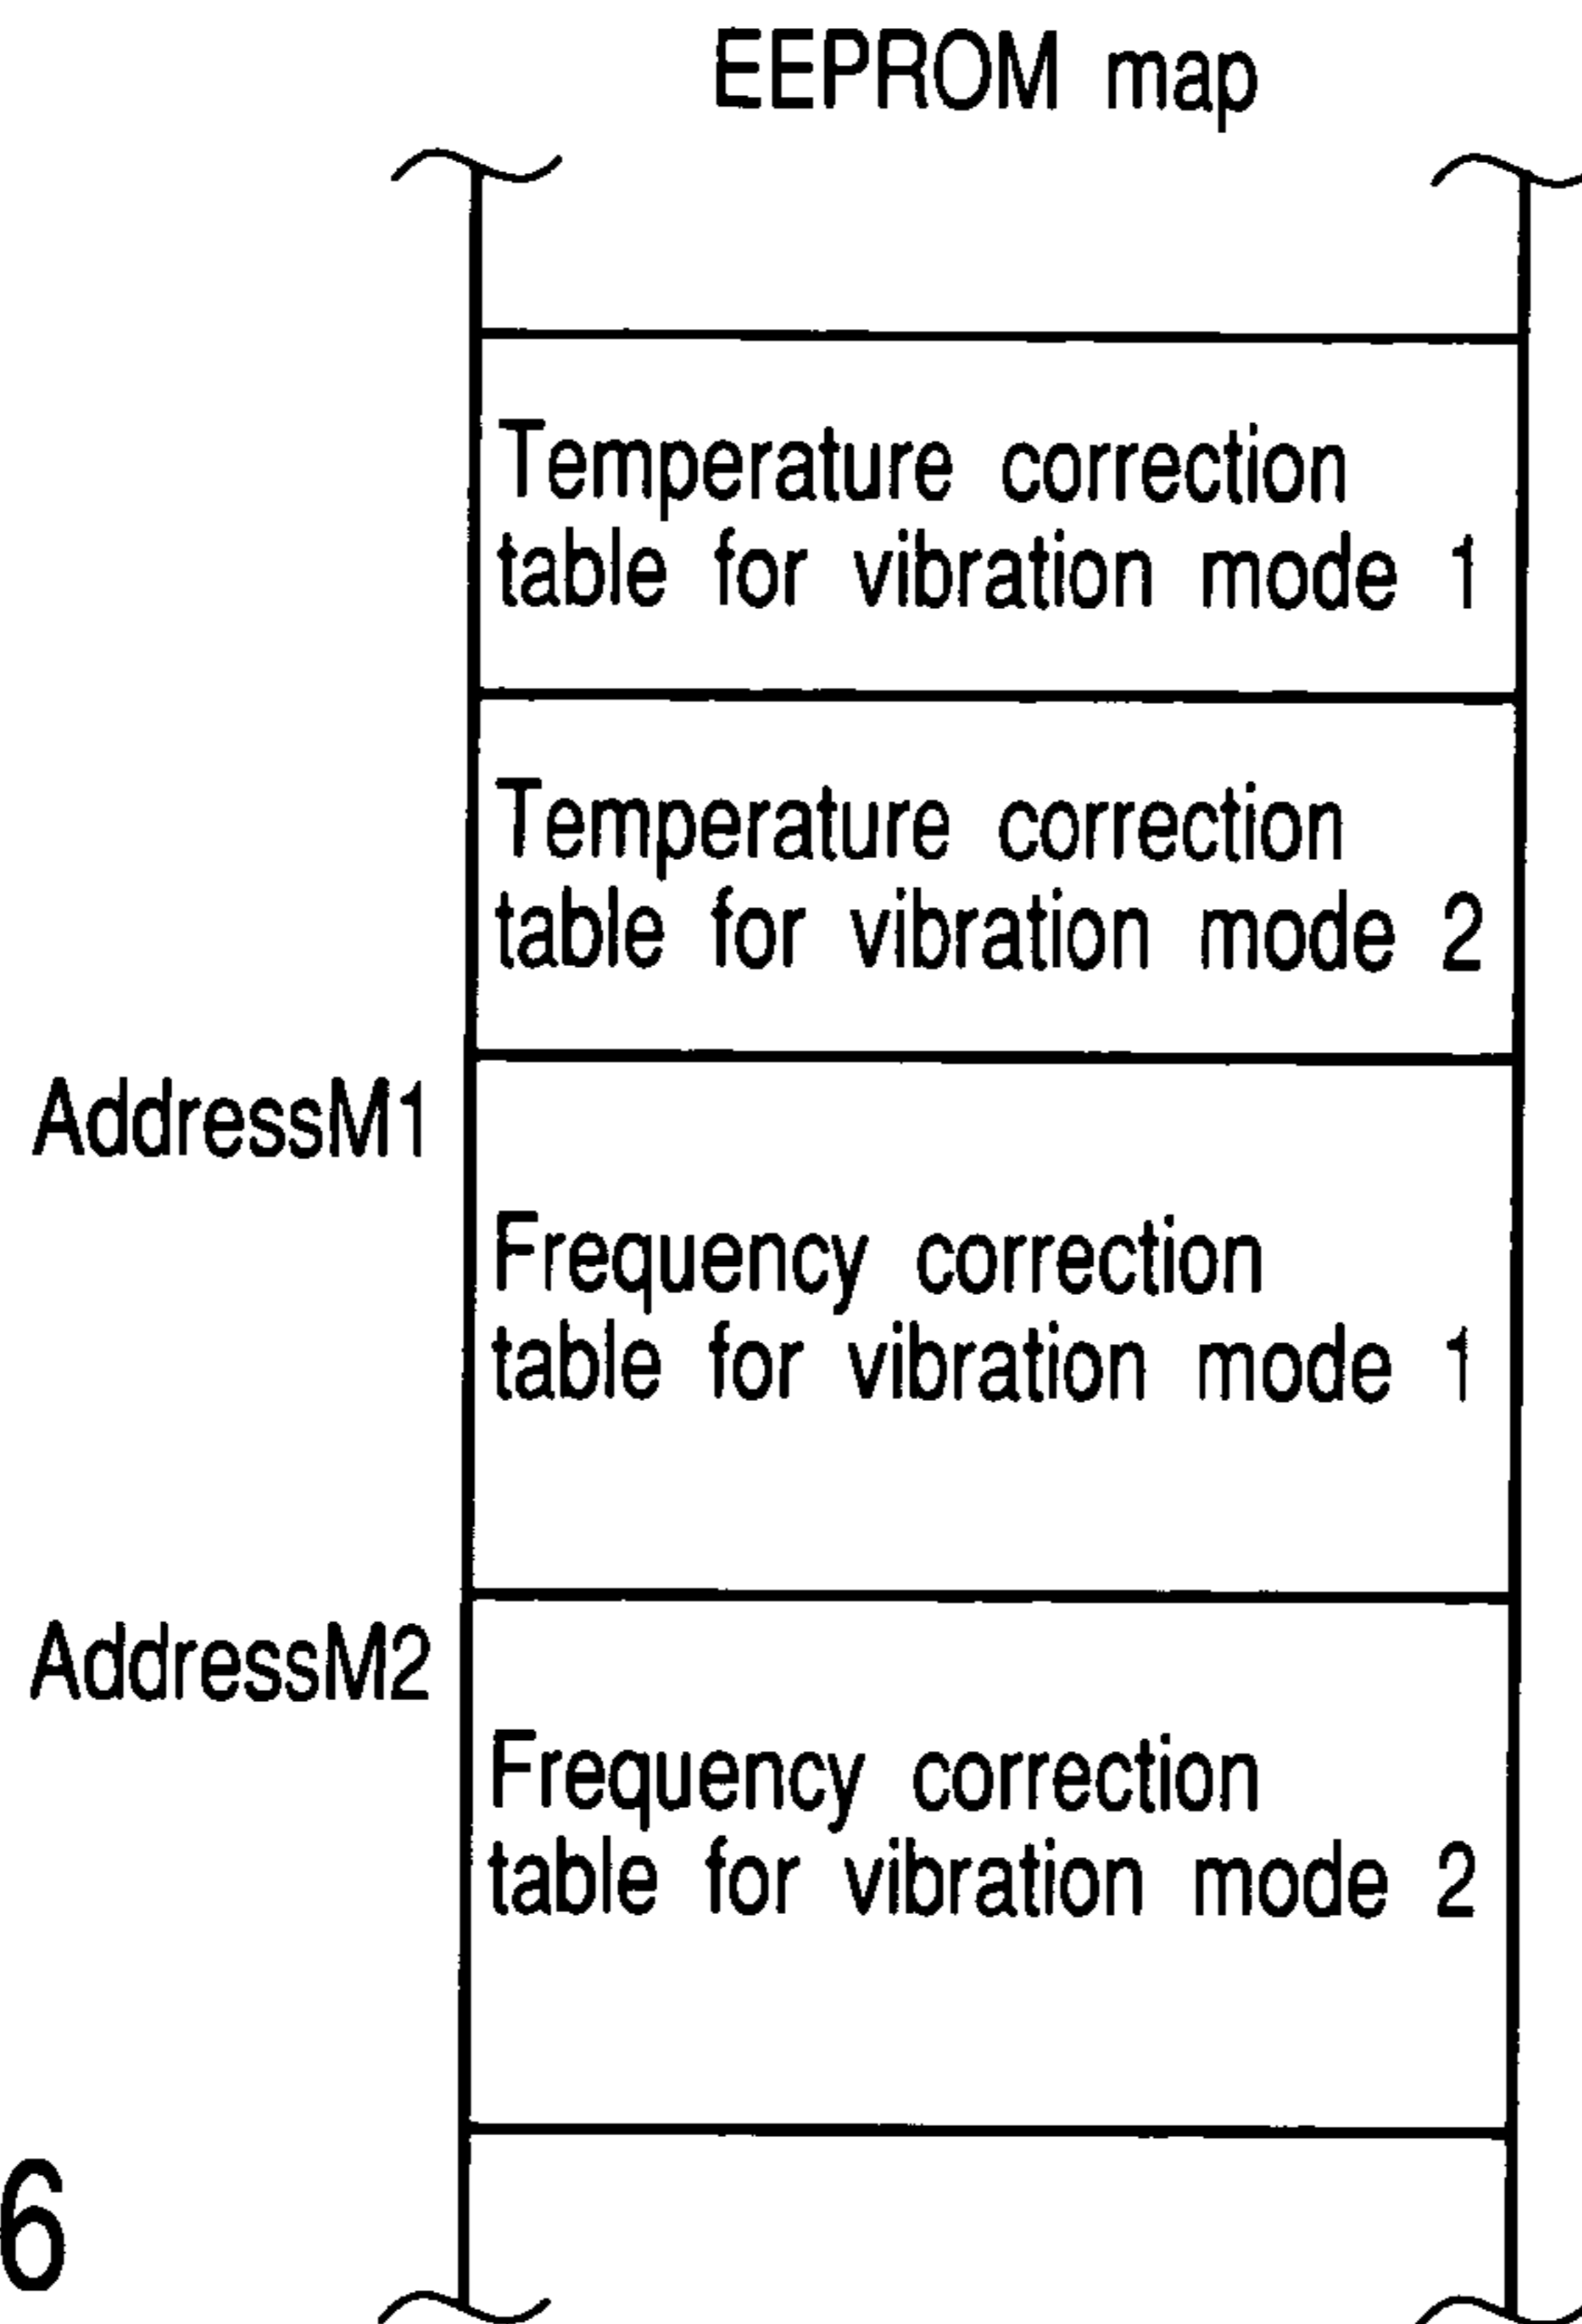 EEPROM map
Temperature correction
table for vibration mode 1
Temperature correction
table for vibration mode 2
AddressM1
Frequency correction
table for vibration mode 1
AddressM2
Frequency correction
table for vibration mode 2
6